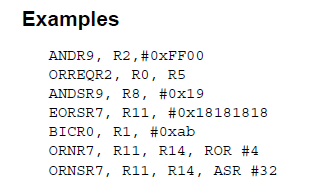 Examples
ANDR9, R2,#0xFF00
ORREQR2, R0, R5
ANDSR9, R8, #0x19
EORSR7, R11, #0x18181818
BICR0, R1, #0xab
ORNR7, R11, R14, ROR #4
ORNSR7, R11, R14, ASR #32